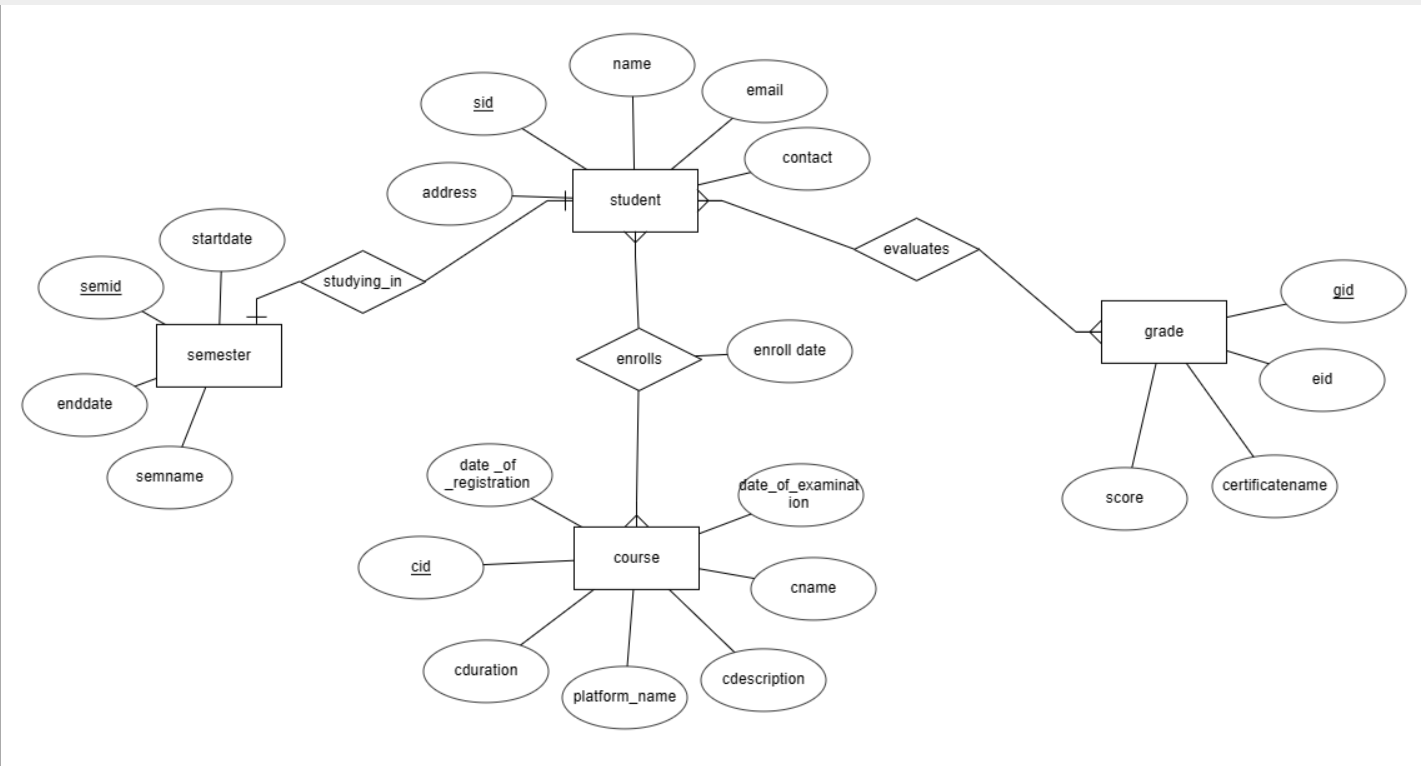 name
email
sid
contact
address
student
startdate
evaluates
studying_in
semid
gid
grade
semester
enrolls
enroll date
eid
enddate
date _of
_registration
semname
date_of_examinat
ion
certificatename
score
course
cid
cname
cduration
cdescription
platform_name